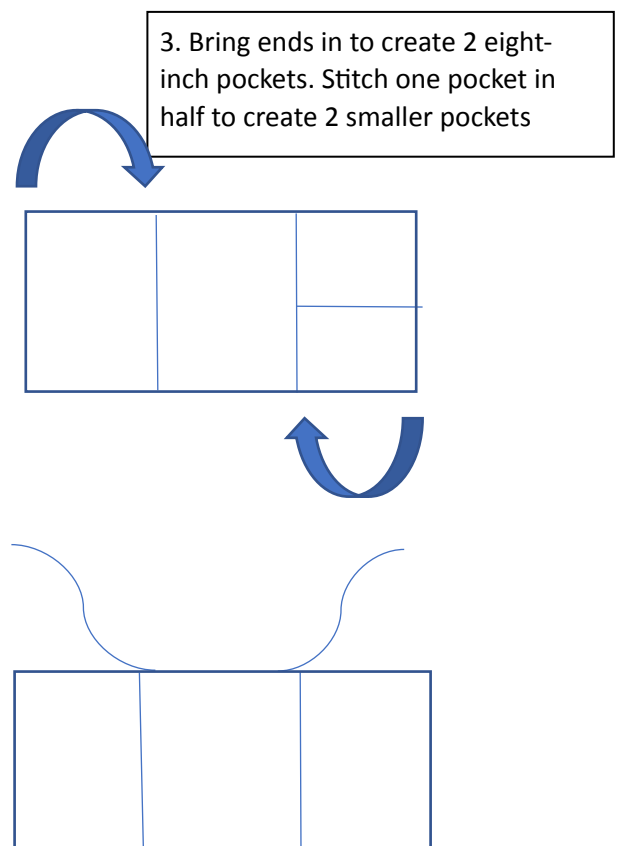 3. Bring ends in to create 2 eight-
inch pockets. Stitch one pocket in
half to create 2 smaller pockets